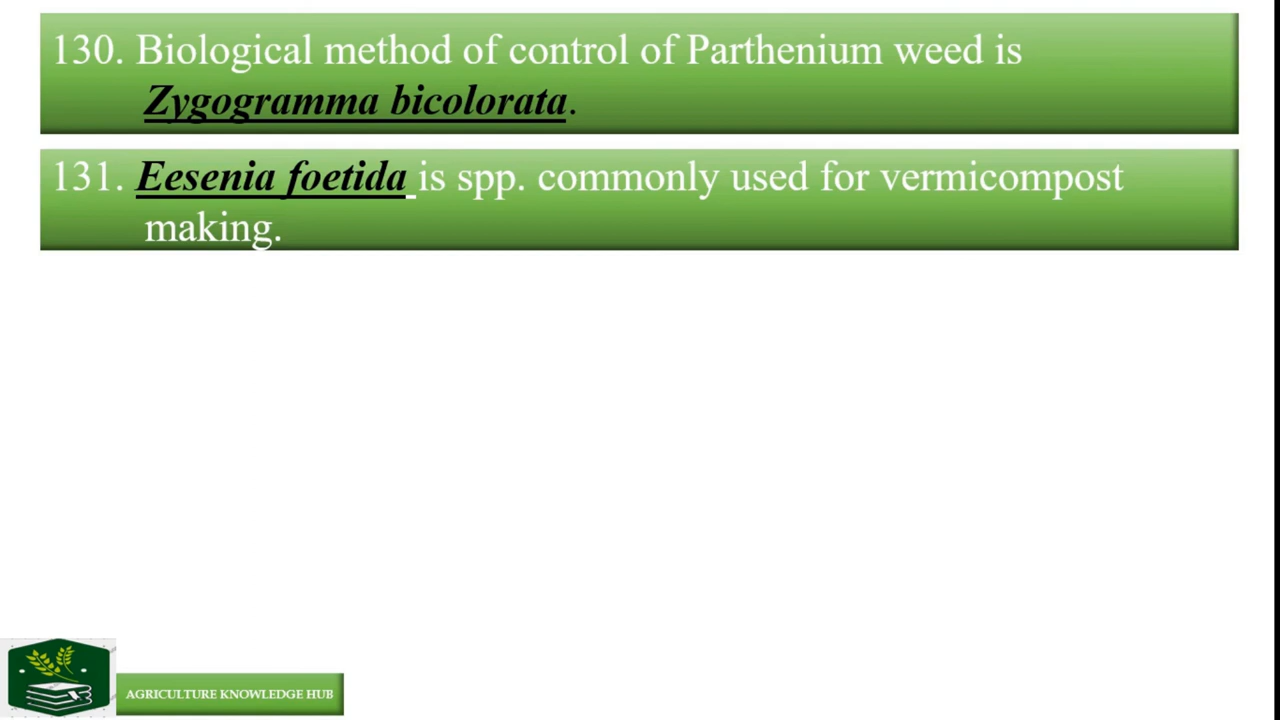 130. Biological method of control of Parthenium weed is
Zygogramma bicolorata.
131. Eesenia foetida is spp. commonly used for vermicompost
making.
AGRICULTURE KNOWLEDGE HUB